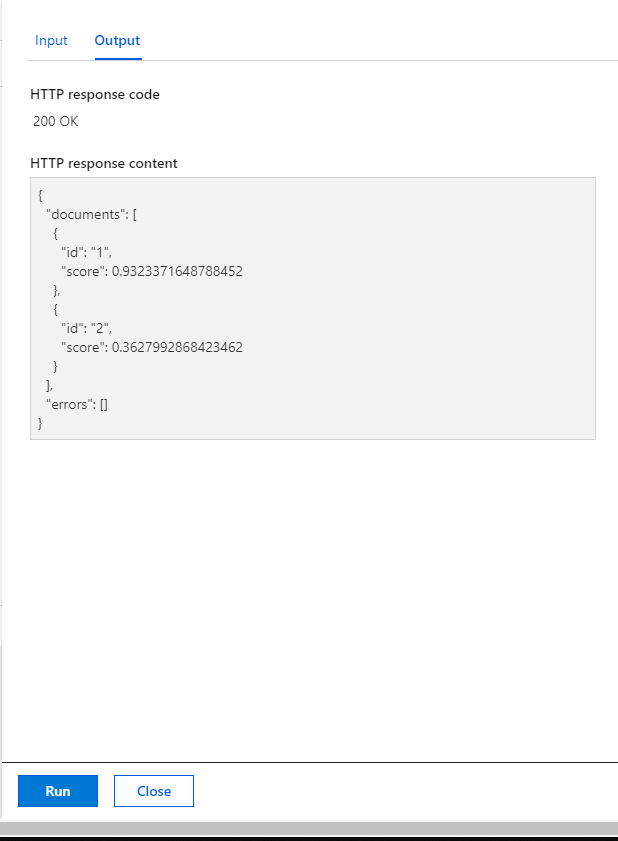 Input Output
HTTP response code
200 OK
HTTP response content
{
"documents": [
{
"id": "1",
"score": 0.9323371648788452
},
{
"id": "2",
"score": 0.3627992868423462
}
],
"errors": []
}
Run Close